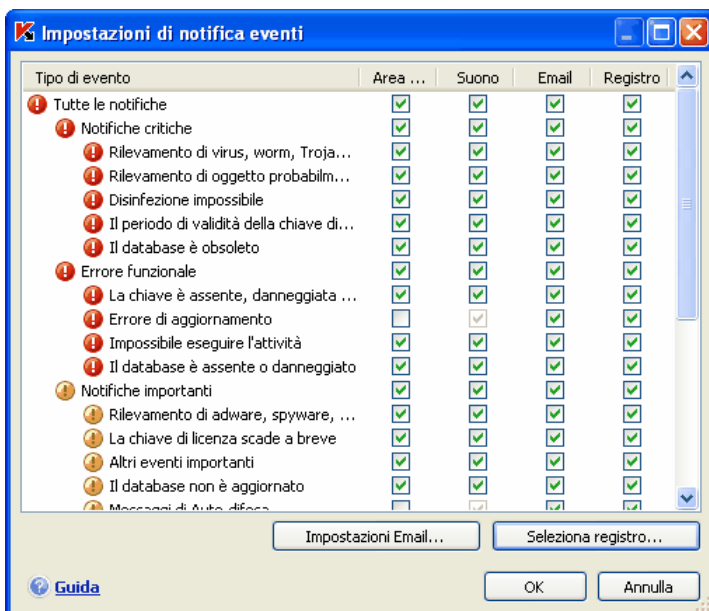 Impostazioni di notifica eventi
Tipo di evento Area ... Suono Email Registro
Tutte le notifiche
Notifiche critiche
Rilevamento di virus, worm, Troja...
Rilevamento di oggetto probabilm...
Disinfezione impossibile
Il periodo di validità della chiave di...
Il database è obsoleto
Errore funzionale
La chiave è assente, danneggiata ...
Errore di aggiornamento
Impossibile eseguire l'attività
Il database è assente o danneggiato
Notifiche importanti
Rilevamento di adware, spyware, ...
La chiave di licenza scade a breve
Altri eventi importanti
Il database non è aggiornato
Messaggi di Auto-difesa
Impostazioni Email... Seleziona registro...
Guida OK Annulla